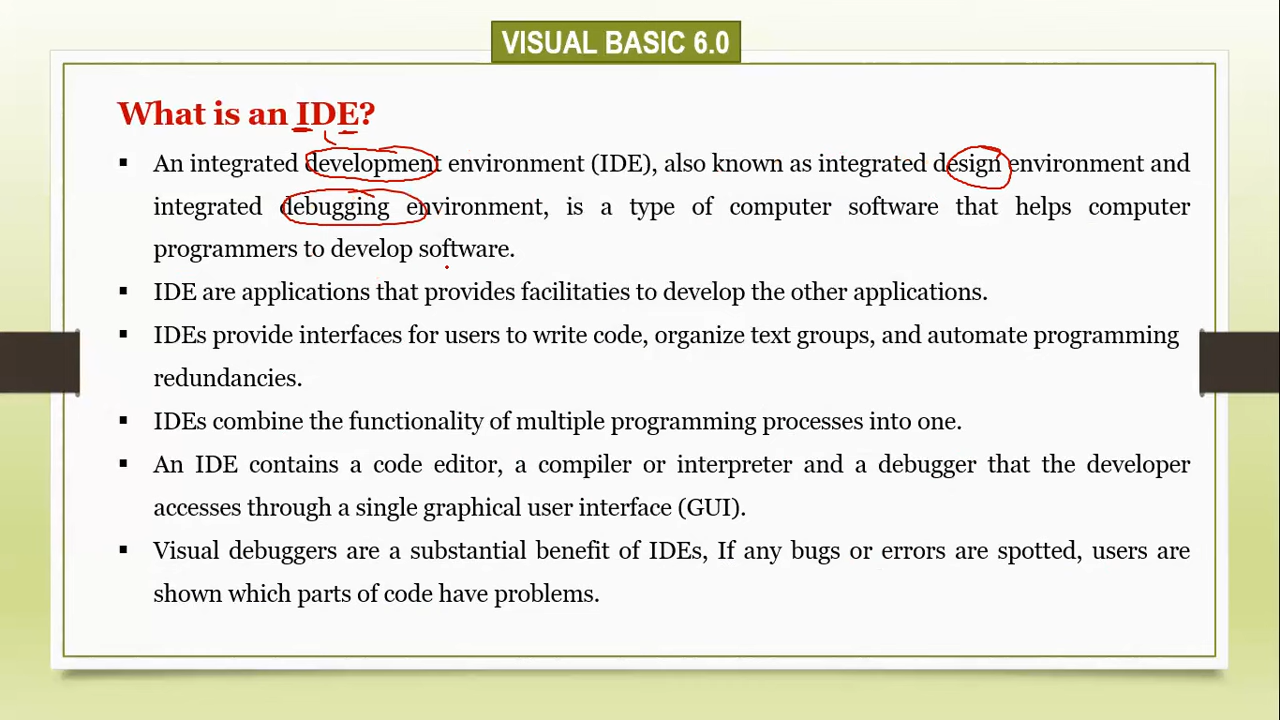 VISUAL BASIC 6.0
What is an IDE?
▪ An integrated development environment (IDE), also known as integrated design environment and
integrated debugging environment, is a type of computer software that helps computer
programmers to develop software.
▪ IDE are applications that provides facilitaties to develop the other applications.
▪ IDEs provide interfaces for users to write code, organize text groups, and automate programming
redundancies.
▪ IDEs combine the functionality of multiple programming processes into one.
▪ An IDE contains a code editor, a compiler or interpreter and a debugger that the developer
accesses through a single graphical user interface (GUI).
▪ Visual debuggers are a substantial benefit of IDEs, If any bugs or errors are spotted, users are
shown which parts of code have problems.